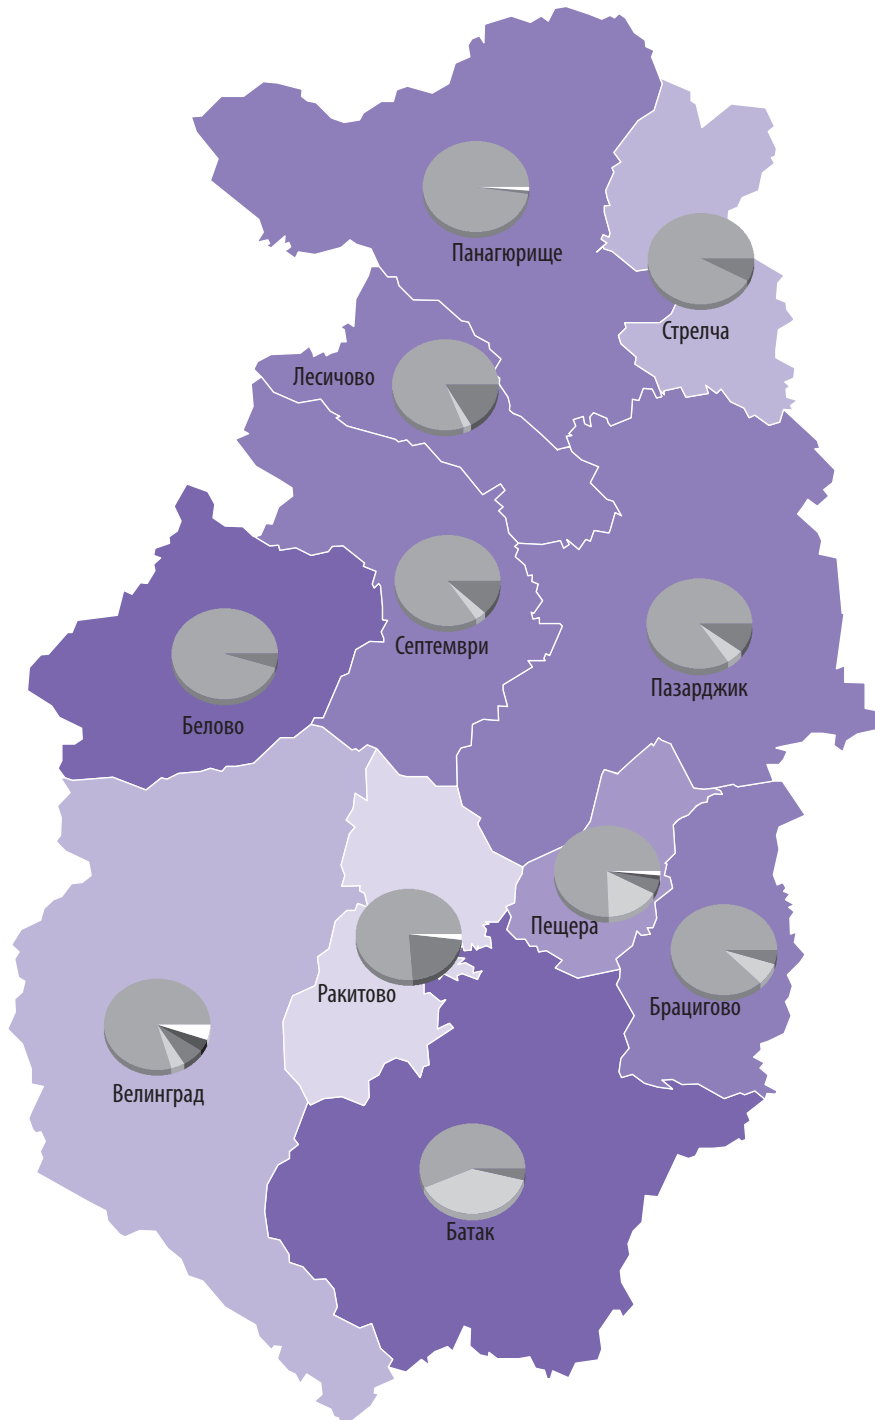 Панагюрище
Стрелча
Лесичово
Септември
Пазарджик
Белово
Пещера
Ракитово
Брацигово
Велинград
Батак